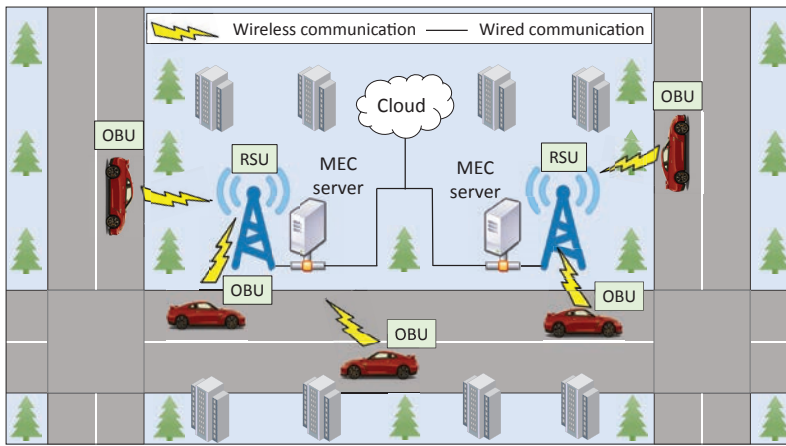 Wireless communication
Wired communication
Cloud
OBU
OBU
RSU
MEC
server
MEC
server
RSU
OBU
OBU
OBU